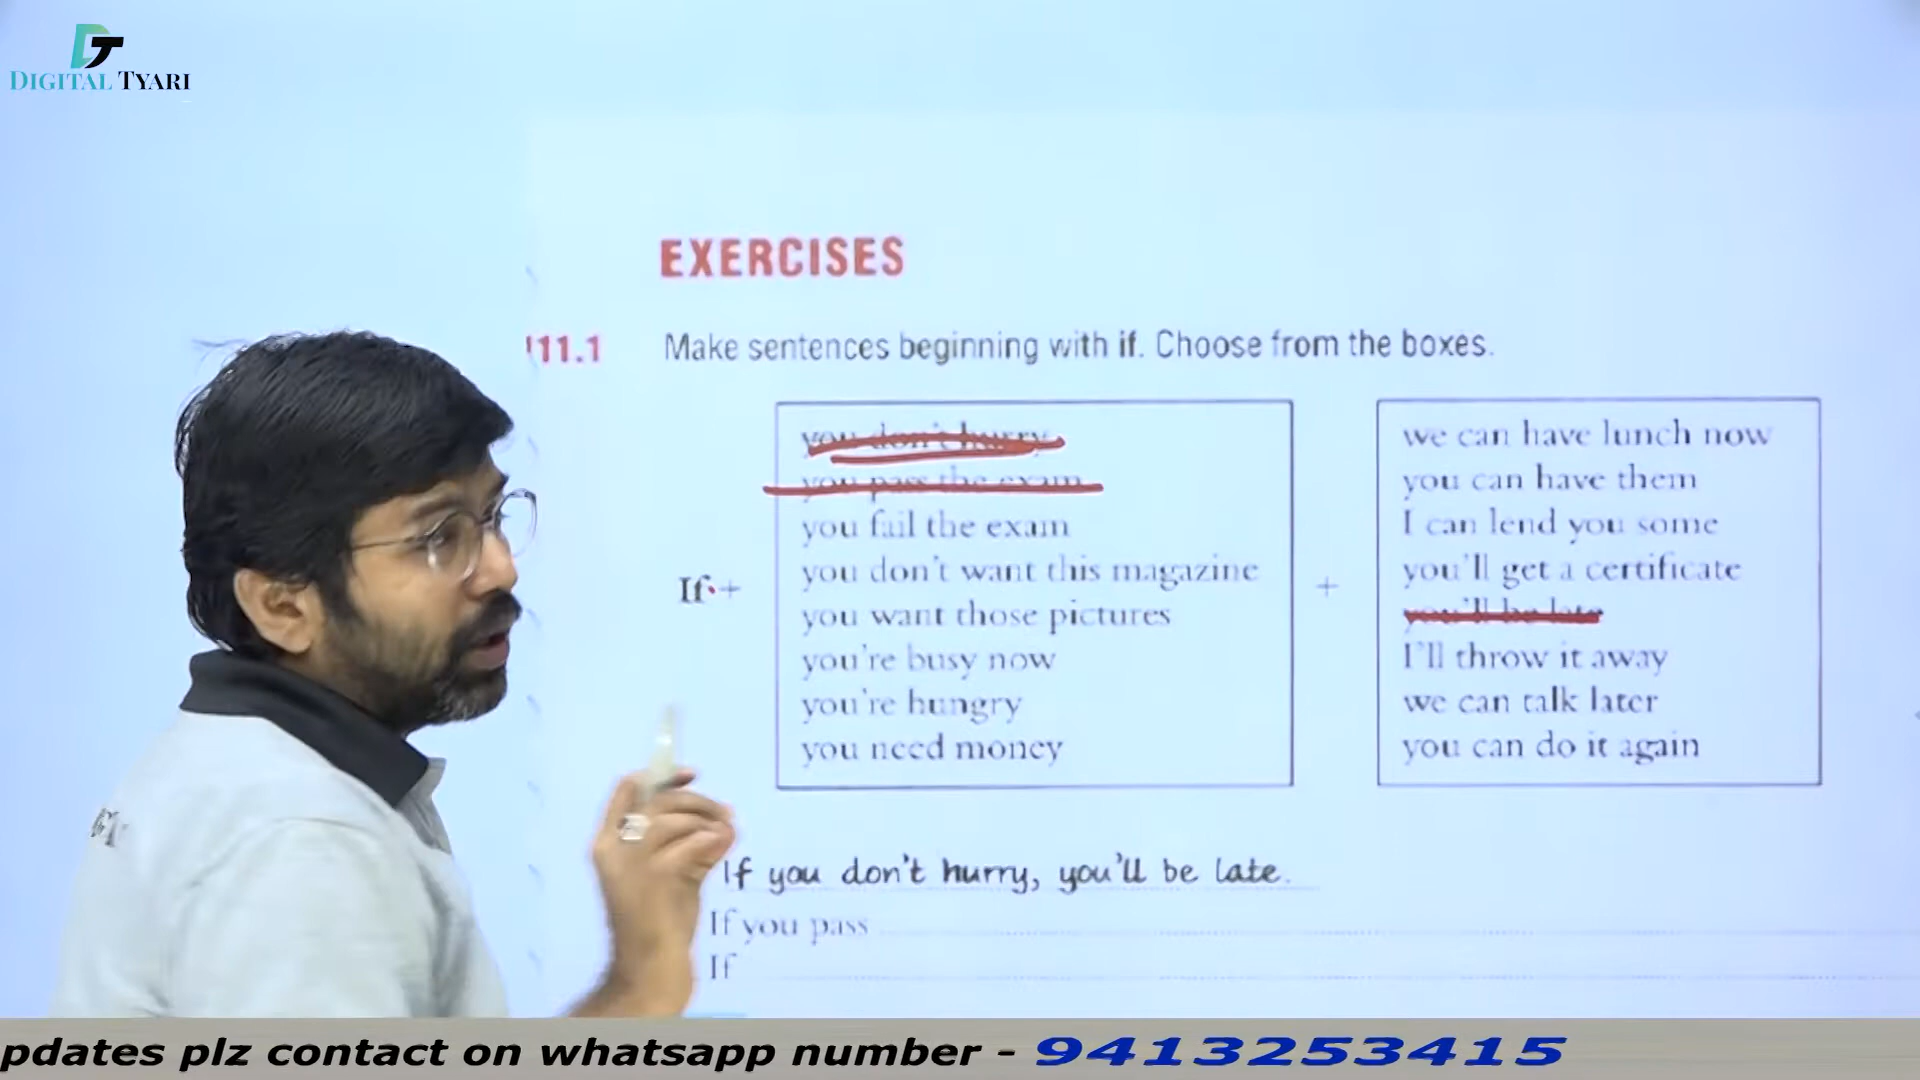 DT
DIGITAL TYARI
EXERCISES
111.1 Make sentences beginning with if. Choose from the boxes.
you don't hurry
you pass the exam
you fail the exam
you don't want this magazine
you want those pictures
you're busy now
you're hungry
you need money
If +
+
we can have lunch now
you can have them
I can lend you some
you'll get a certificate
you'll be late
I'll throw it away
we can talk later
you can do it again
If you don't hurry, you'll be late.
If you pass
If
pdates plz contact on whatsapp number - 9413253415